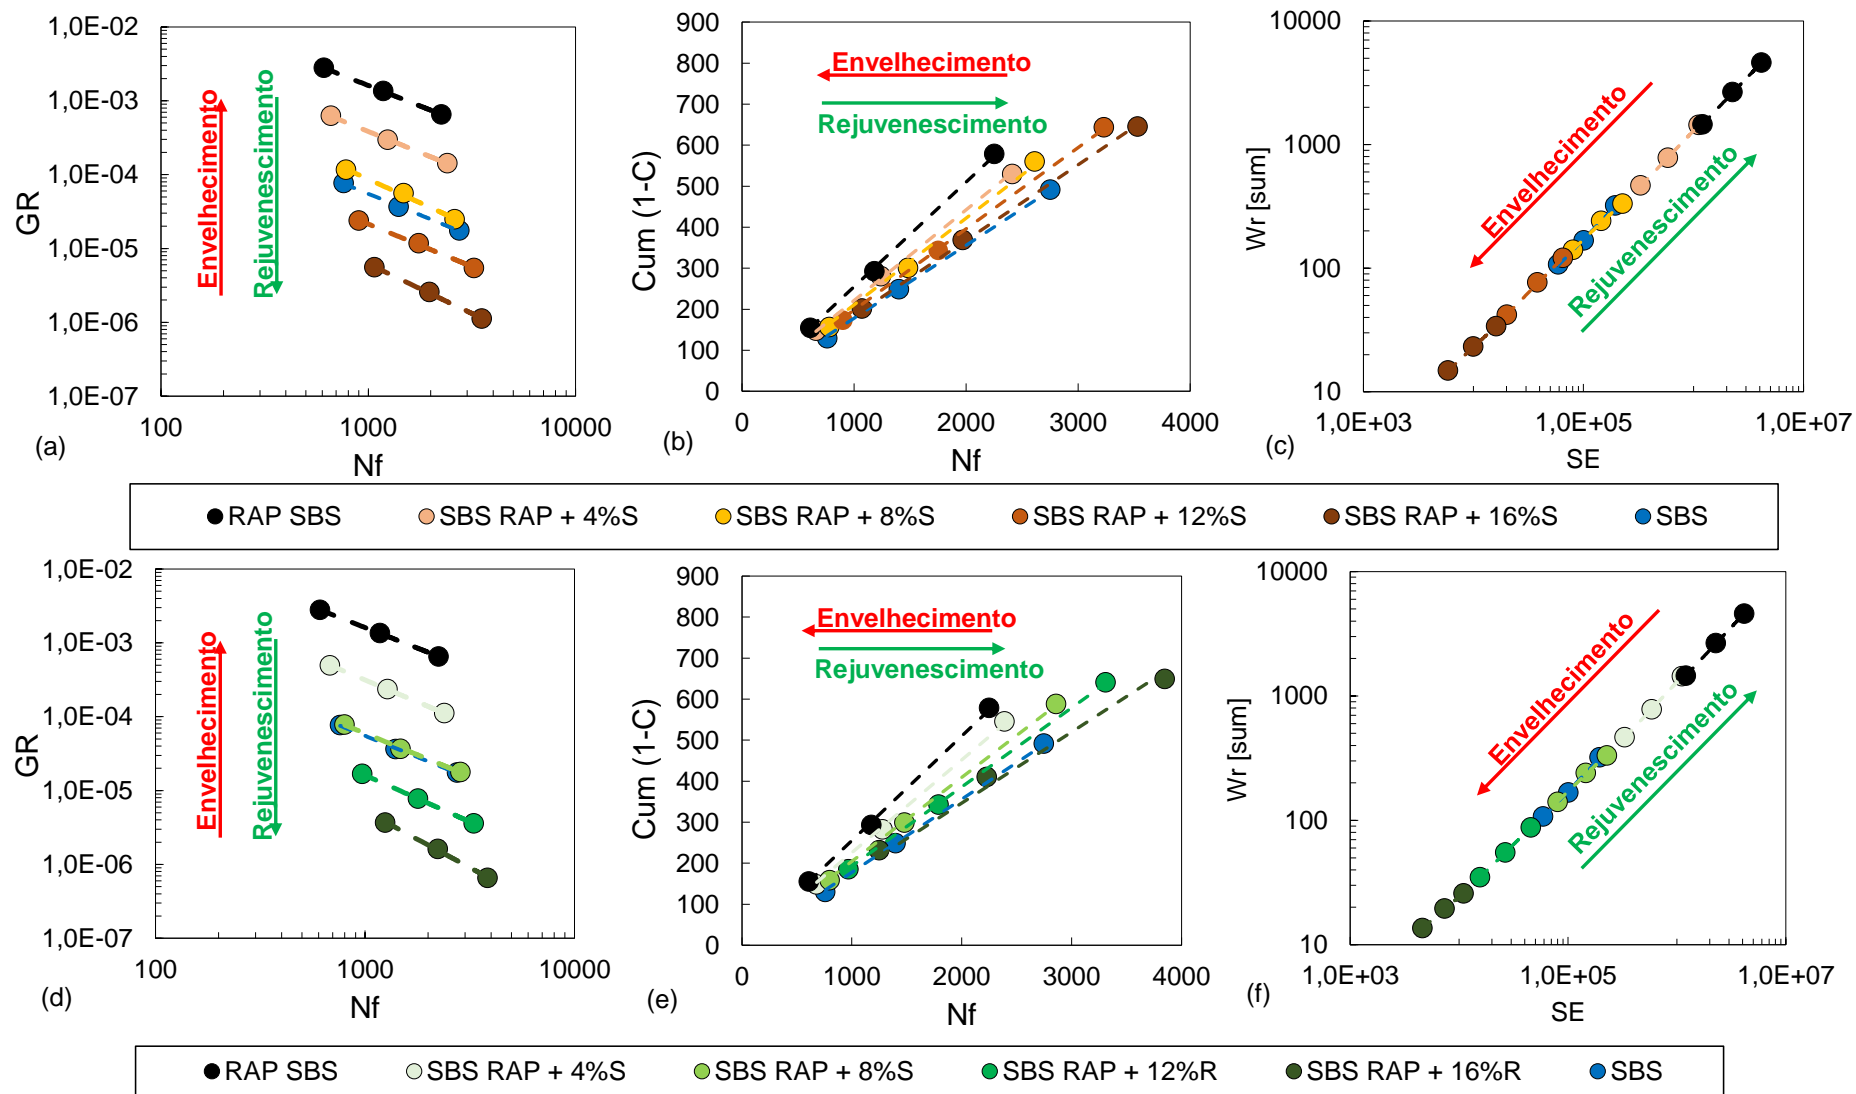 1,0E-02
1,0E-03
1,0E-04
1,0E-05
1,0E-06
1,0E-07
GR
Envelhecimento
Rejuvenescimento
100
1000
10000
Nf
(a)
900
800
700
600
500
400
300
200
100
0
Cum (1-C)
Envelhecimento
Rejuvenescimento
0
1000
2000
3000
4000
Nf
(b)
10000
1000
100
10
Wr [sum]
Envelhecimento
Rejuvenescimento
1,0E+03
1,0E+05
1,0E+07
SE
(c)
RAP SBS SBS RAP + 4%S SBS RAP + 8%S SBS RAP + 12%S SBS RAP + 16%S SBS
1,0E-02
1,0E-03
1,0E-04
1,0E-05
1,0E-06
1,0E-07
GR
Envelhecimento
Rejuvenescimento
100
1000
10000
Nf
(d)
900
800
700
600
500
400
300
200
100
0
Cum (1-C)
Envelhecimento
Rejuvenescimento
0
1000
2000
3000
4000
Nf
(e)
10000
1000
100
10
Wr [sum]
Envelhecimento
Rejuvenescimento
1,0E+03
1,0E+05
1,0E+07
SE
(f)
RAP SBS SBS RAP + 4%S SBS RAP + 8%S SBS RAP + 12%R SBS RAP + 16%R SBS